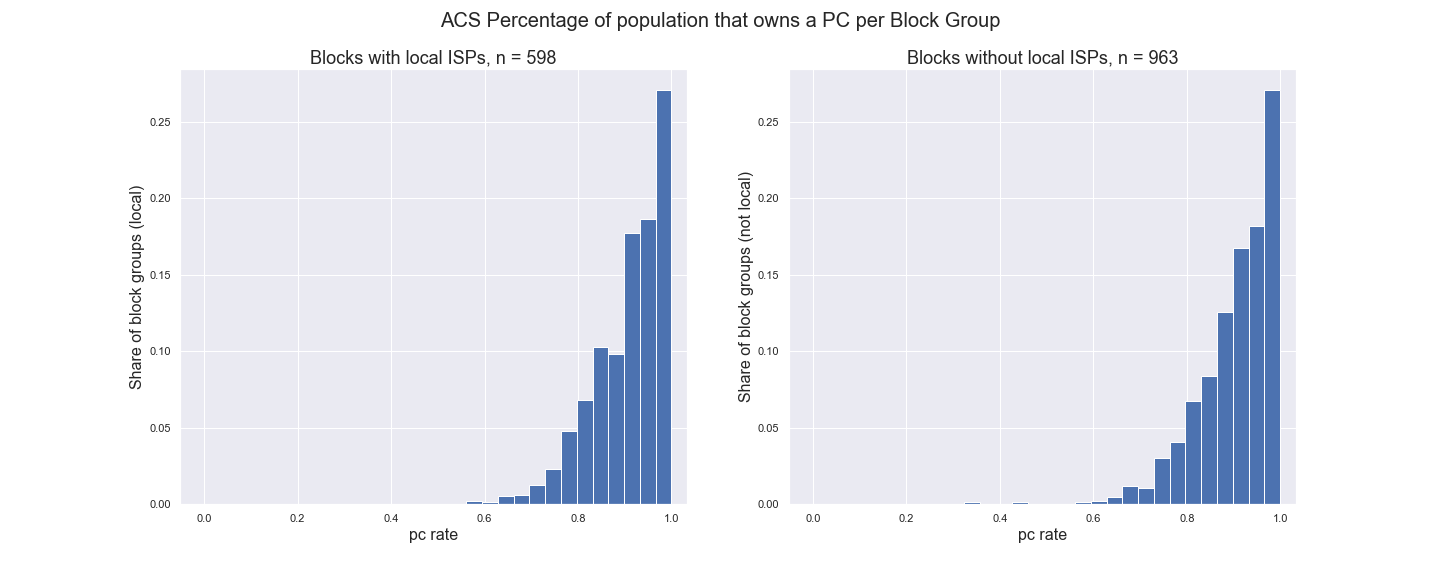 ACS Percentage of population that owns a PC per Block Group
Blocks with local ISPs, n = 598
Share of block groups (local)
0.25
0.20
0.15
0.10
0.05
0.00
0.0 0.2 0.4 0.6 0.8 1.0
pc rate
Blocks without local ISPs, n = 963
Share of block groups (not local)
0.25
0.20
0.15
0.10
0.05
0.00
0.0 0.2 0.4 0.6 0.8 1.0
pc rate